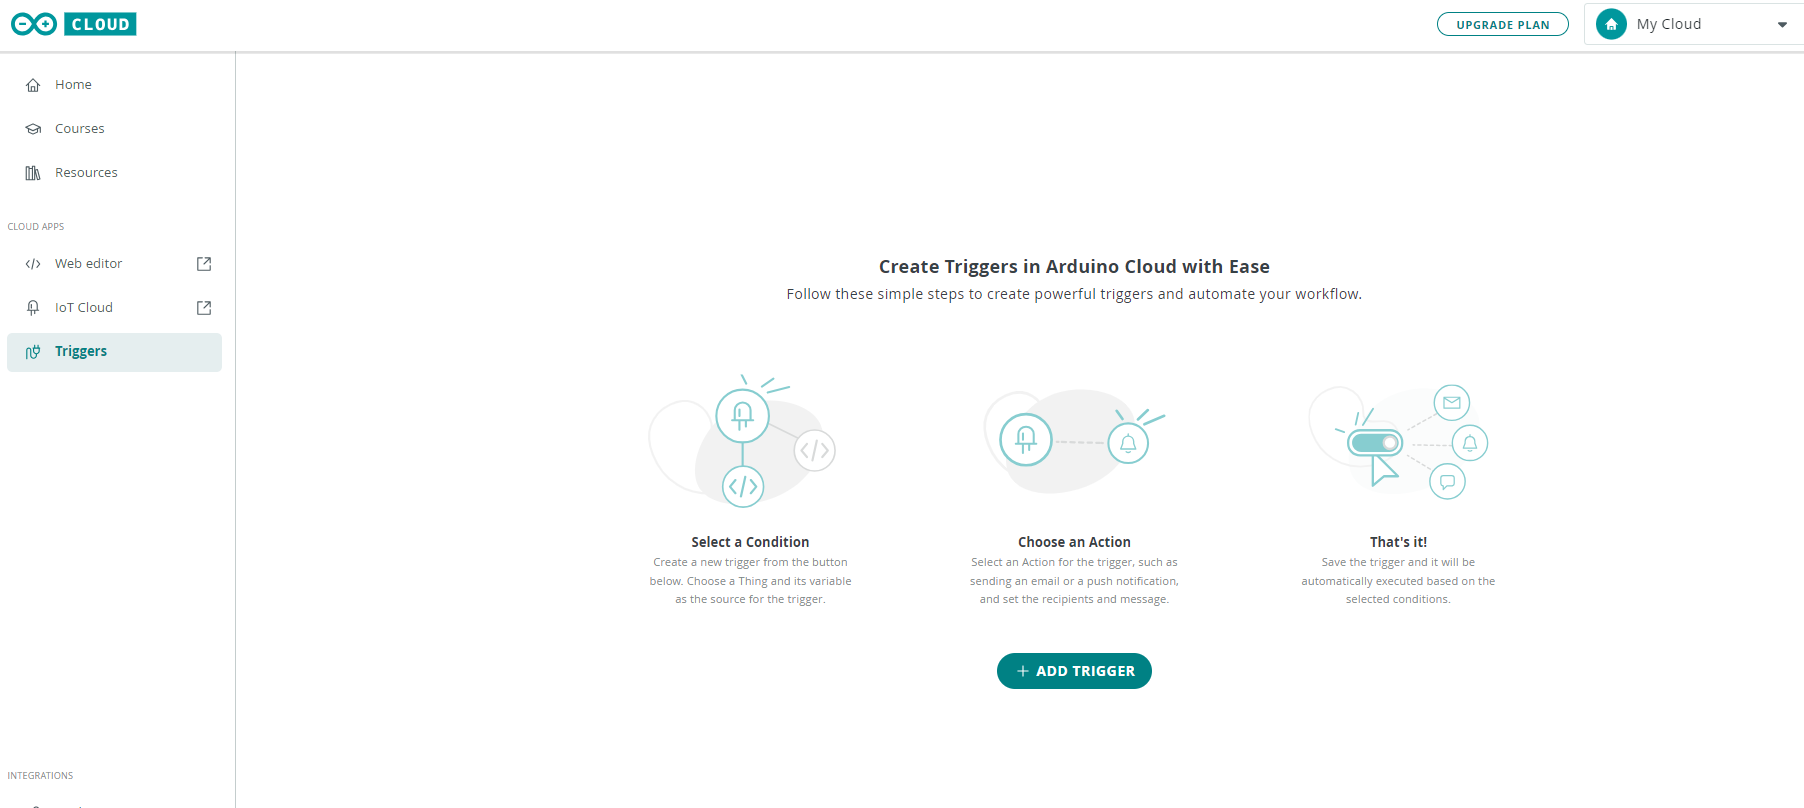 CLOUD
UPGRADE PLAN
My Cloud
Home
Courses
Resources
CLOUD APPS
Web editor
IoT Cloud
Triggers
Create Triggers in Arduino Cloud with Ease
Follow these simple steps to create powerful triggers and automate your workflow.
Select a Condition
Create a new trigger from the button
below. Choose a Thing and its variable
as the source for the trigger.
Choose an Action
Select an Action for the trigger, such as
sending an email or a push notification,
and set the recipients and message.
That's it!
Save the trigger and it will be
automatically executed based on the
selected conditions.
+ ADD TRIGGER
INTEGRATIONS